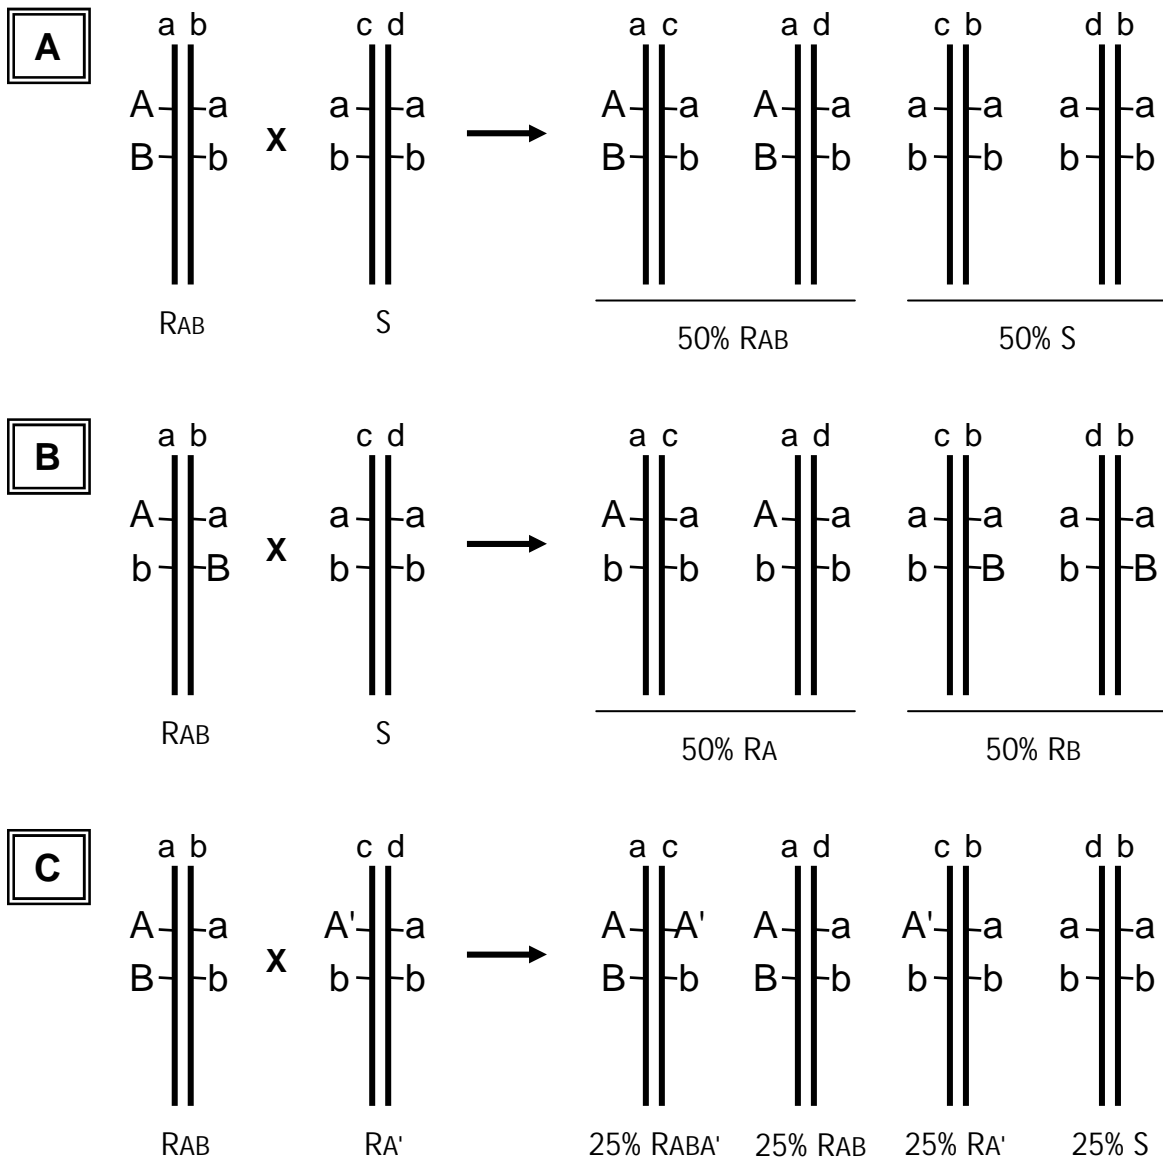 A
a b c d a c a d c b d b
A a a a A a A a a a a a
X
B b b b B b B b b b b b
RAB S 50% RAB 50% S
B
a b c d a c a d c b d b
A a a a A a A a a a a a
X
b B b b b b b b b B b B
RAB S 50% RA 50% RB
C
a b c d a c a d c b d b
A a A' a A A' A a A' a a a
X
B b b b B b B b b b b b
RAB RA' 25% RABA' 25% RAB 25% RA' 25% S